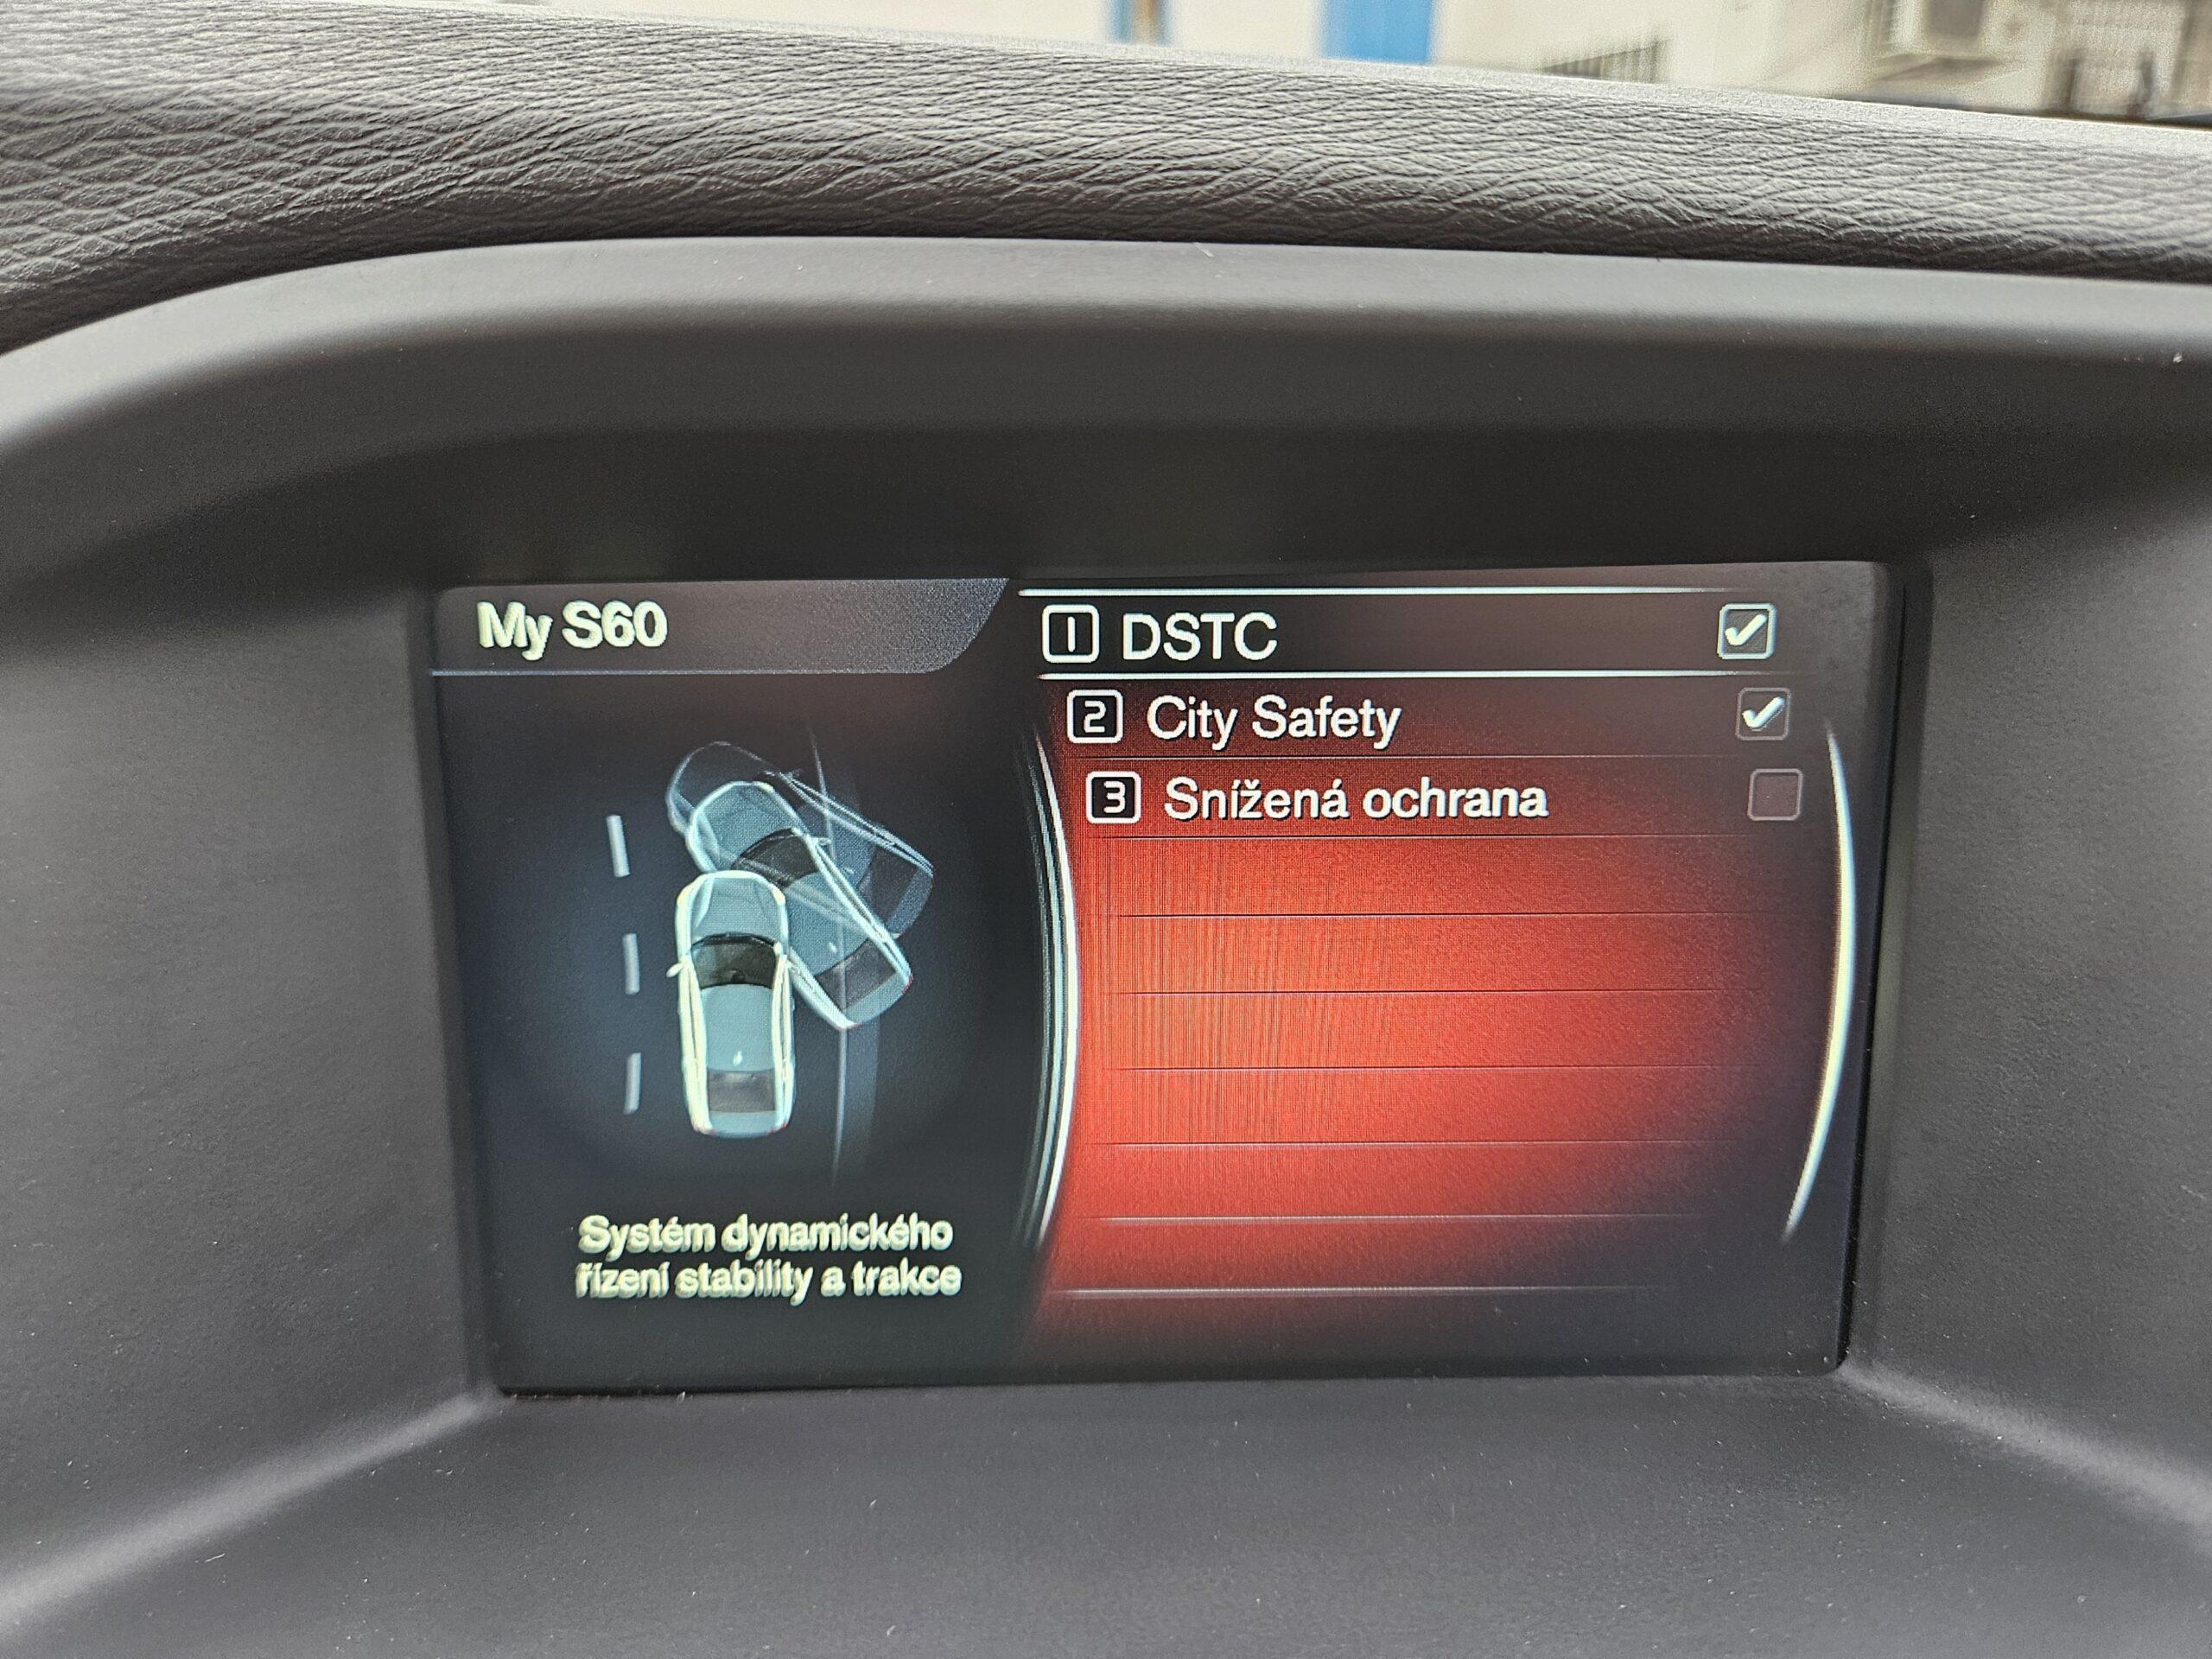 My S60
1 DSTC
2 City Safety
3 Snížená ochrana
Systém dynamického
řízení stability a trakce